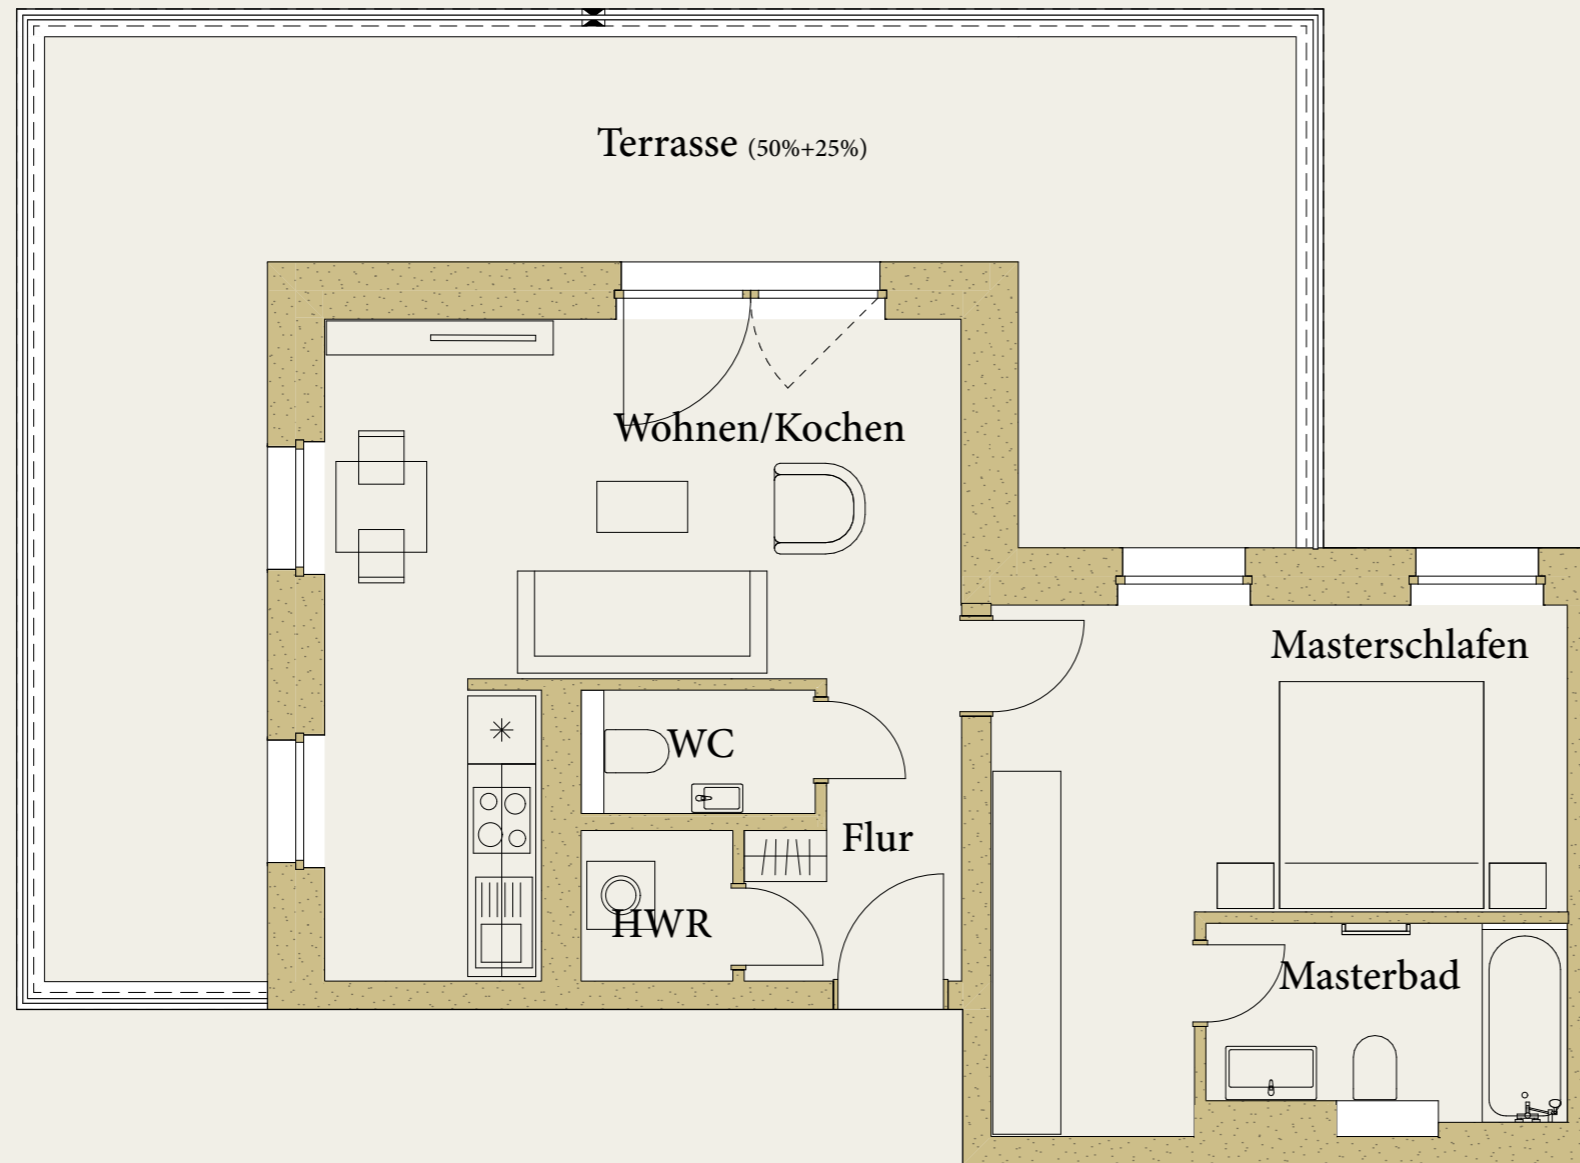 Terrasse (50%+25%)
Wohnen/Kochen
Masterschlafen
WC
Flur
HWR
Masterbad